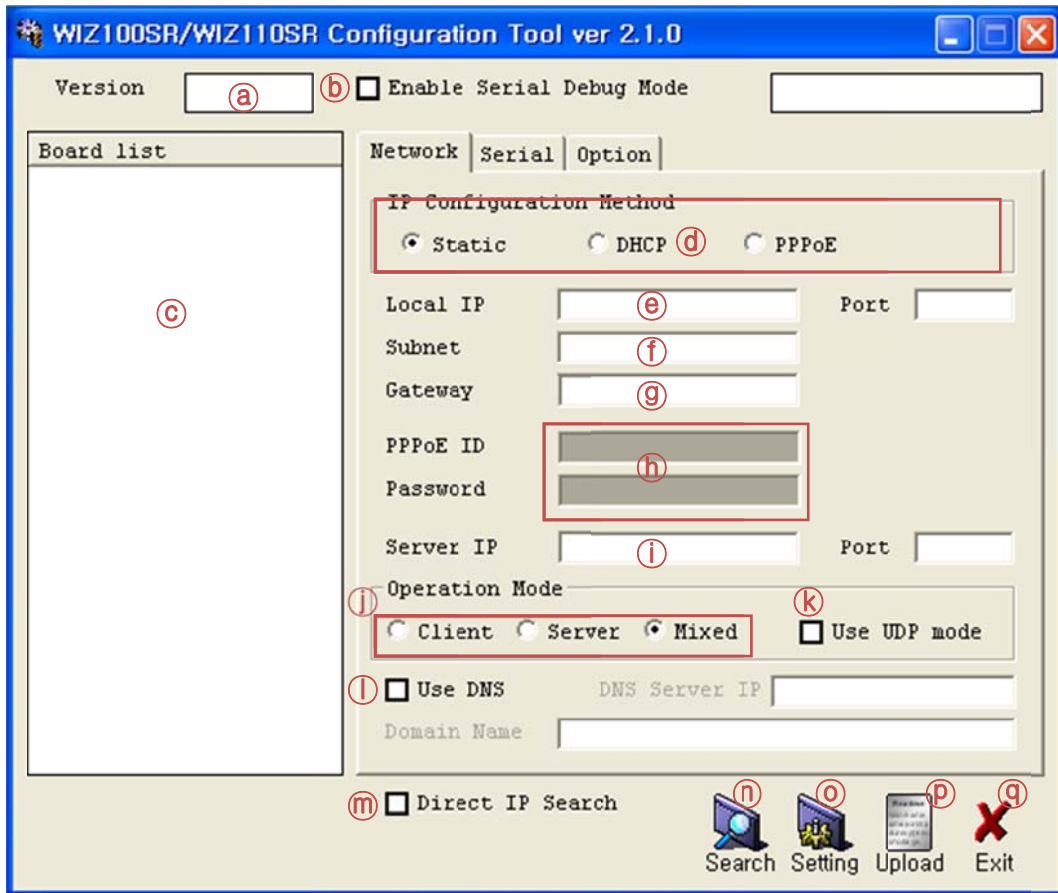 WIZ100SR/WIZ110SR Configuration Tool ver 2.1.0
Version ⓐ ⓑ Enable Serial Debug Mode
Board list
ⓒ
Network Serial Option
IP Configuration Method
Static DHCP ⓓ PPPoE
Local IP ⓔ Port
Subnet ⓕ
Gateway ⓖ
PPPoE ID
ⓗ
Password
Server IP ⓘ Port
Operation Mode
ⓙ ⓚ
Client Server Mixed Use UDP mode
ⓛ Use DNS DNS Server IP
Domain Name
ⓜ Direct IP Search
ⓝ ⓞ ⓟ ⓠ
Search Setting Upload Exit